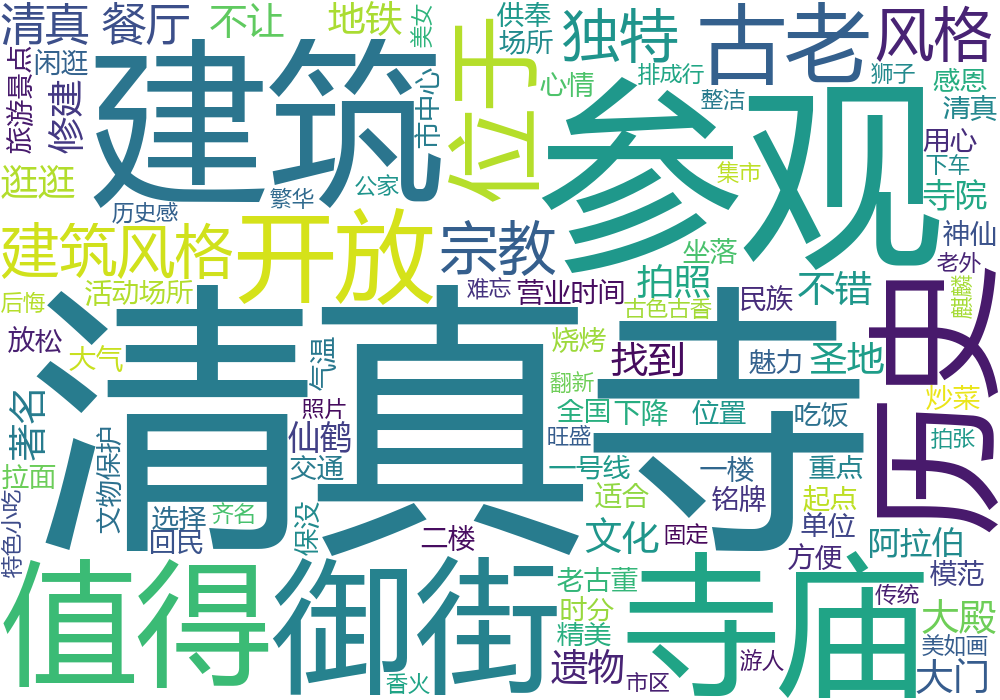 清真
餐厅
不让
地铁
美女
供奉
场所
独特
古老
风格
旅游景点
闲逛
修建
建筑
市中心
位于
心情
排成行
整洁
狮子
感恩
清真
参观
用心
下车
逛逛
历史感
繁华
公家
集市
寺院
建筑风格
开放
宗教
坐落
神仙
老外
后悔
活动场所
难忘
营业时间
拍照
古色古香
民族
不错
麒麟
历史
放松
大气
气温
清真寺
烧烤
找到
魅力
圣地
翻新
炒菜
著名
照片
仙鹤
全国
下降
位置
吃饭
拍张
文物保护
交通
旺盛
一号线
一楼
重点
拉面
适合
铭牌
起点
特色小吃
选择
齐名
保没
回民
二楼
文化
固定
单位
方便
阿拉伯
值得
御街
老古董
寺庙
模范
传统
时分
大殿
精美
美如画
遗物
游人
大门
香火
市区